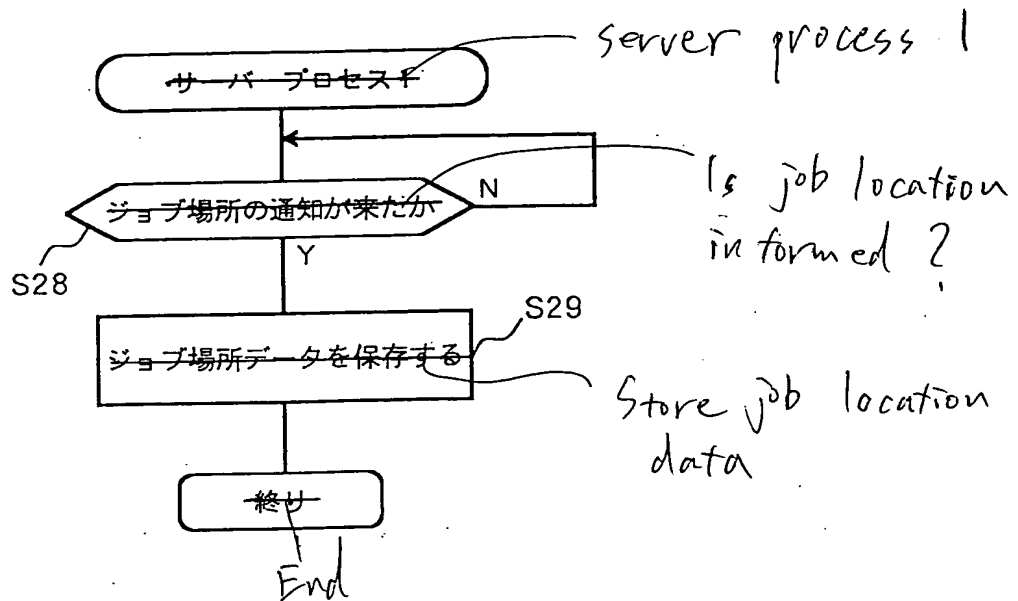 server process 1
サーバープロセス1
Is job location
informed ?
ジョブ場所の通知が来たか
N
S28
Y
S29
ジョブ場所データを保存する
Store job location
data
終り
End